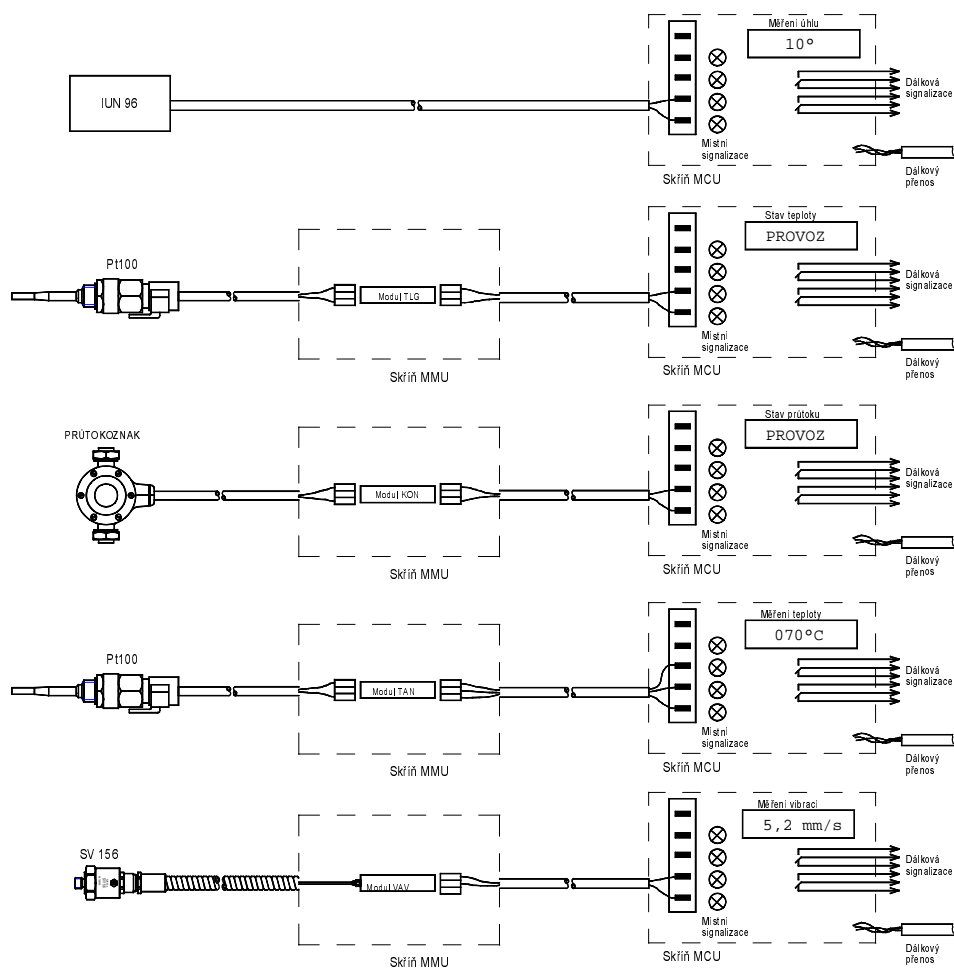 Měření úhlu
10°
IUN 96
Dálková
signalizace
Místní
signalizace
Dálkový
přenos
Skříň MCU
Stav teploty
PROVOZ
Pt100
Modul TLG
Dálková
signalizace
Místní
signalizace
Dálkový
přenos
Skříň MMU
Skříň MCU
Stav průtoku
PROVOZ
PRŮTOKOZNAK
Modul KON
Dálková
signalizace
Místní
signalizace
Dálkový
přenos
Skříň MMU
Skříň MCU
Měření teploty
070°C
Pt100
Modul TAN
Dálková
signalizace
Místní
signalizace
Dálkový
přenos
Skříň MMU
Skříň MCU
Měření vibrací
5,2 mm/s
SV 156
Modul VAV
Dálková
signalizace
Místní
signalizace
Dálkový
přenos
Skříň MMU
Skříň MCU